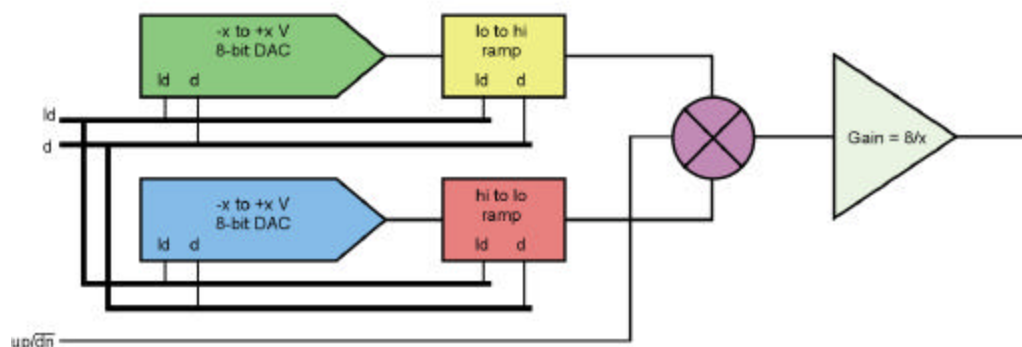 -x to +x V
8-bit DAC
ld d
lo to hi
ramp
ld d
ld
d
Gain = 8/x
-x to +x V
8-bit DAC
ld d
hi to lo
ramp
ld d
up/dn